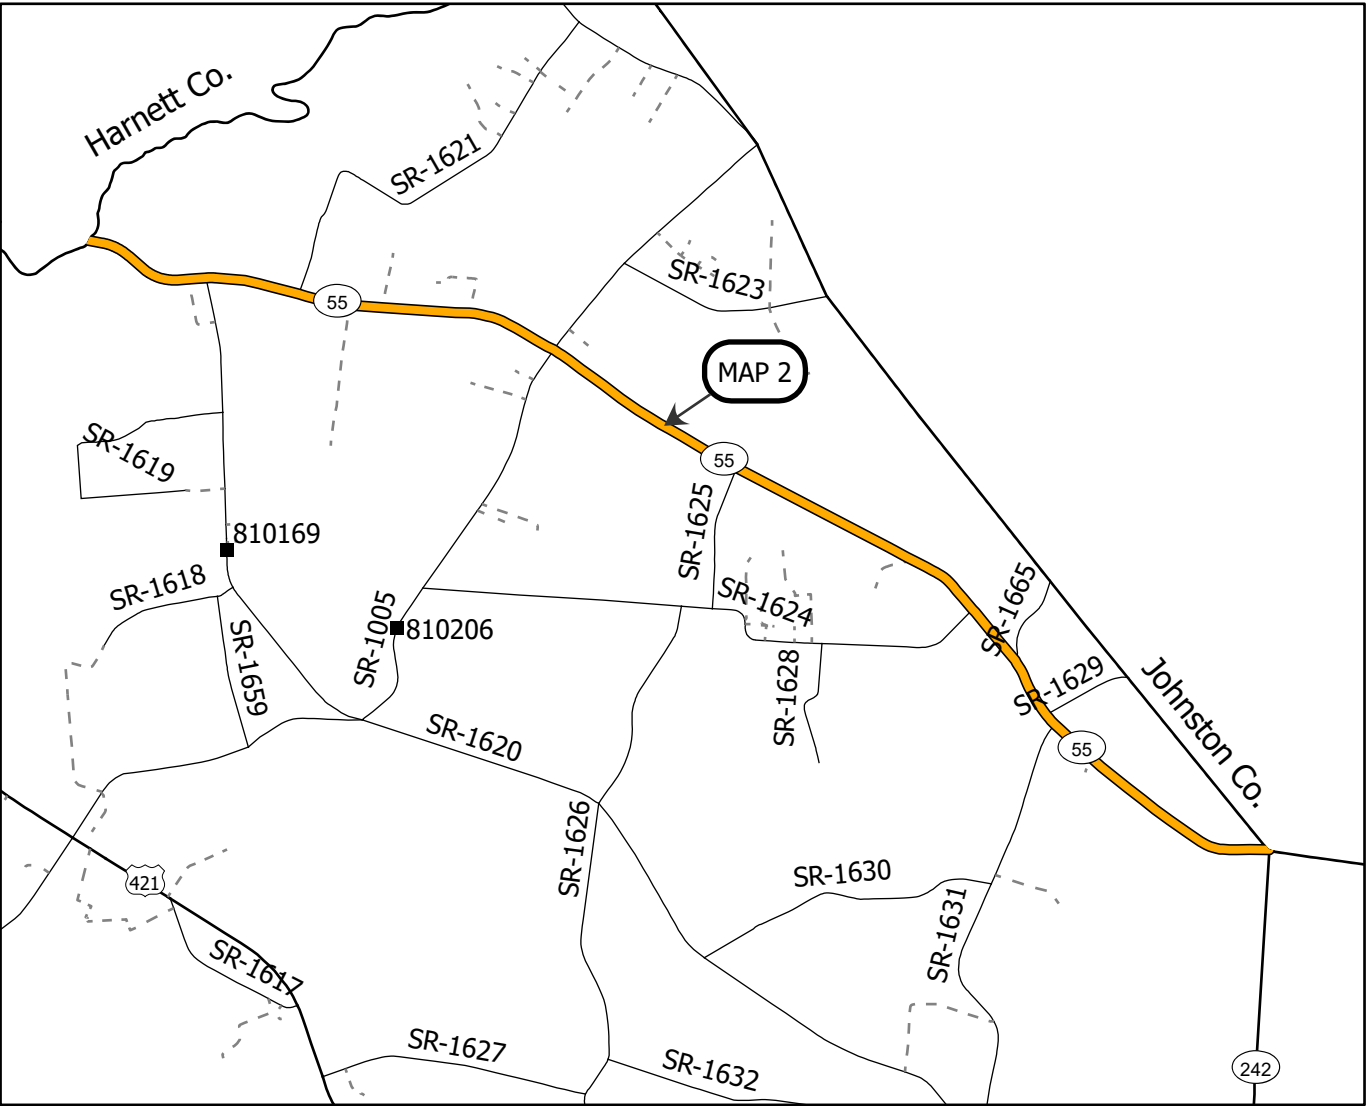 Harnett Co.
SR-1621
SR-1623
55
MAP 2
SR-1619
55
SR-1625
810169
SR-1618
SR-1665
SR-1624
SR-1005
810206
SR-1659
SR-1628
SR-1629
Johnston Co.
SR-1620
55
SR-1626
421
SR-1630
SR-1631
SR-1617
SR-1627
SR-1632
242